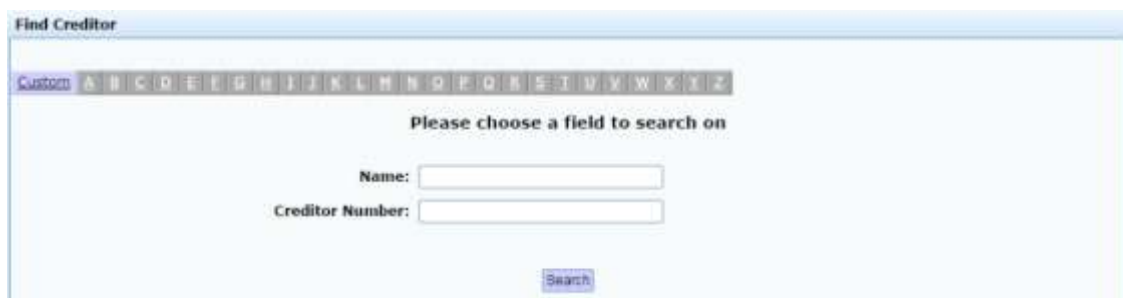 Find Creditor
Custom A B C D E F G H I J K L M N O P Q R S T U V W X Y Z
Please choose a field to search on
Name:
Creditor Number:
Search